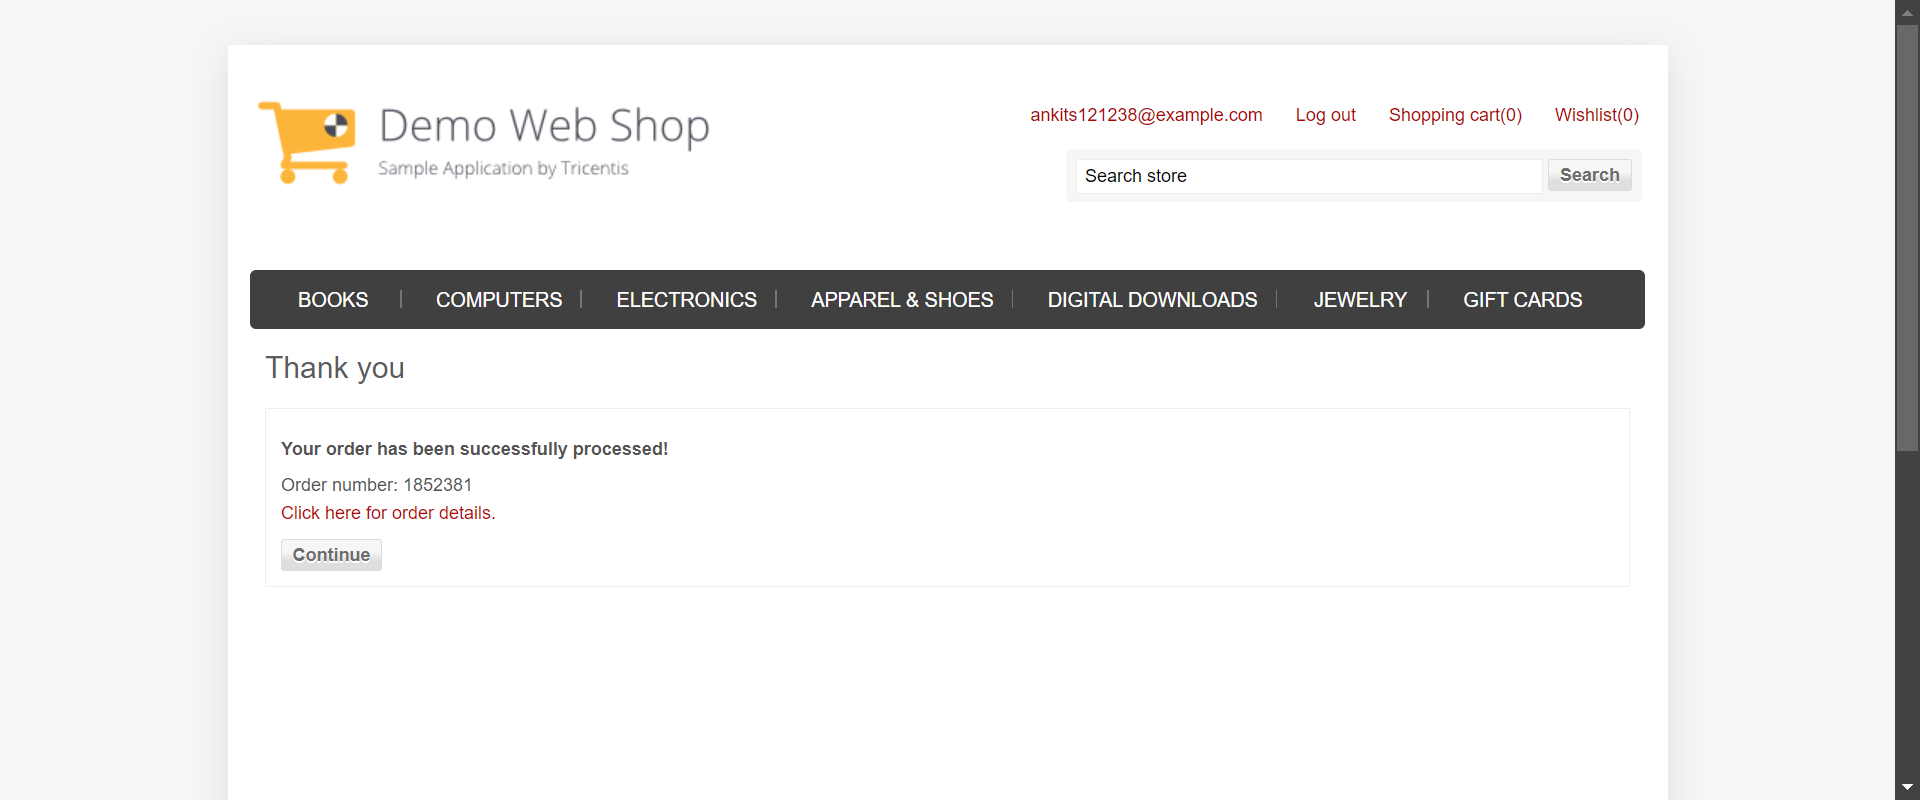 Demo Web Shop
Sample Application by Tricentis
ankits121238@example.com Log out Shopping cart(0) Wishlist(0)
Search store Search
BOOKS COMPUTERS ELECTRONICS APPAREL & SHOES DIGITAL DOWNLOADS JEWELRY GIFT CARDS
Thank you
Your order has been successfully processed!
Order number: 1852381
Click here for order details.
Continue